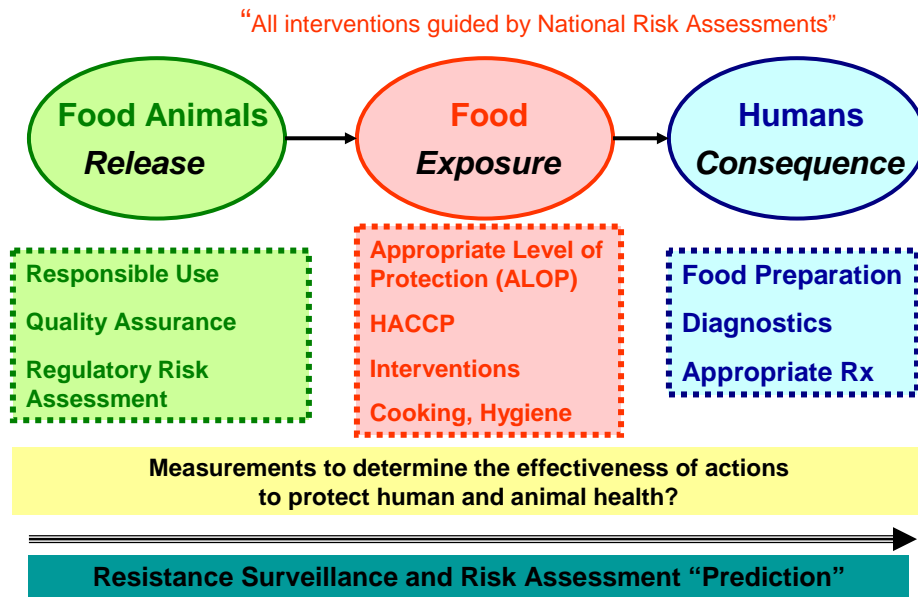 “All interventions guided by National Risk Assessments”
Food Animals
Release
Food
Exposure
Humans
Consequence
Responsible Use
Quality Assurance
Regulatory Risk
Assessment
Appropriate Level of
Protection (ALOP)
HACCP
Interventions
Cooking, Hygiene
Food Preparation
Diagnostics
Appropriate Rx
Measurements to determine the effectiveness of actions
to protect human and animal health?
Resistance Surveillance and Risk Assessment “Prediction”